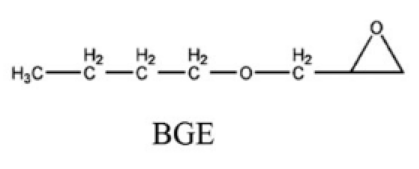 H₂ H₂ H₂ H₂ O
H₃C C C C O C
BGE